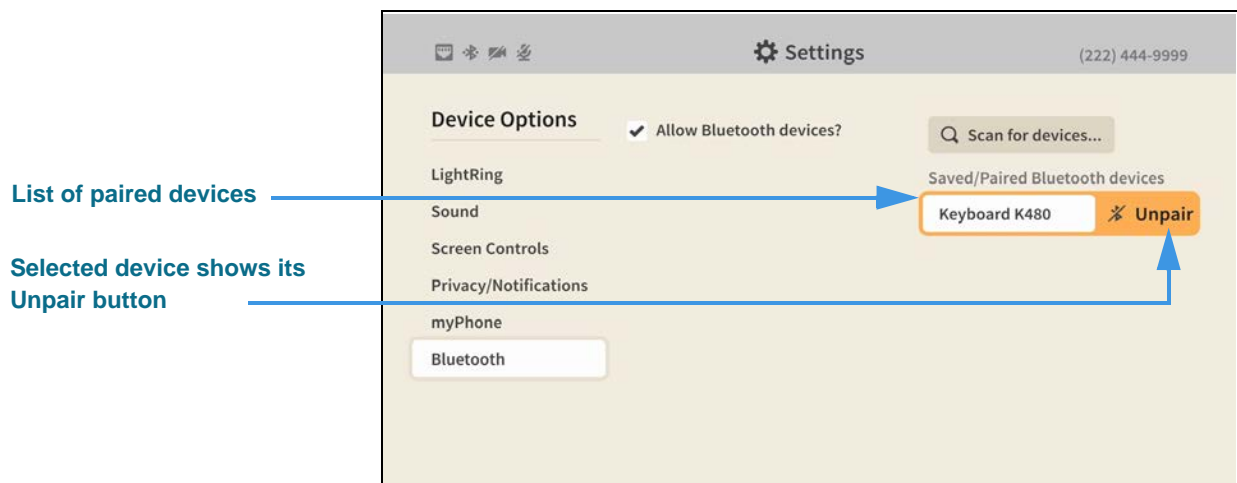 Settings
(222) 444-9999
Device Options
Allow Bluetooth devices?
Scan for devices...
LightRing
Saved/Paired Bluetooth devices
List of paired devices
Sound
Keyboard K480
Unpair
Screen Controls
Selected device shows its
Unpair button
Privacy/Notifications
myPhone
Bluetooth